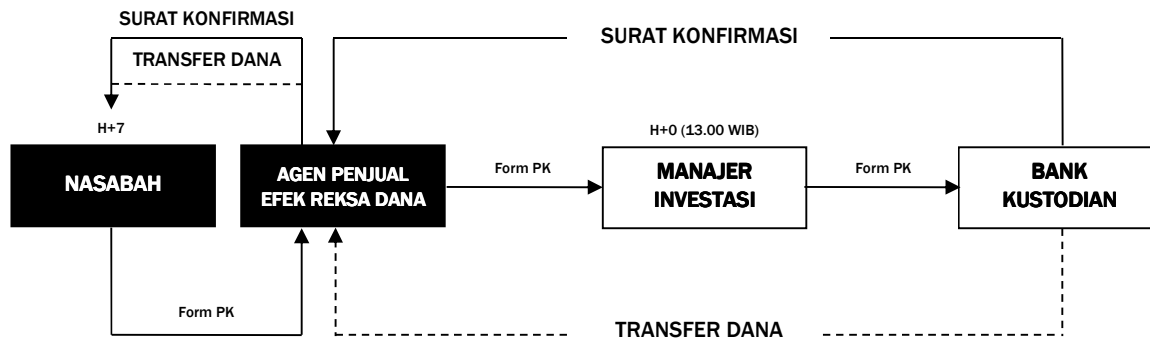 SURAT KONFIRMASI
TRANSFER DANA
SURAT KONFIRMASI
H+7
H+0 (13.00 WIB)
NASABAH
AGEN PENJUAL
EFEK REKSA DANA
Form PK
MANAJER
INVESTASI
Form PK
BANK
KUSTODIAN
Form PK
TRANSFER DANA